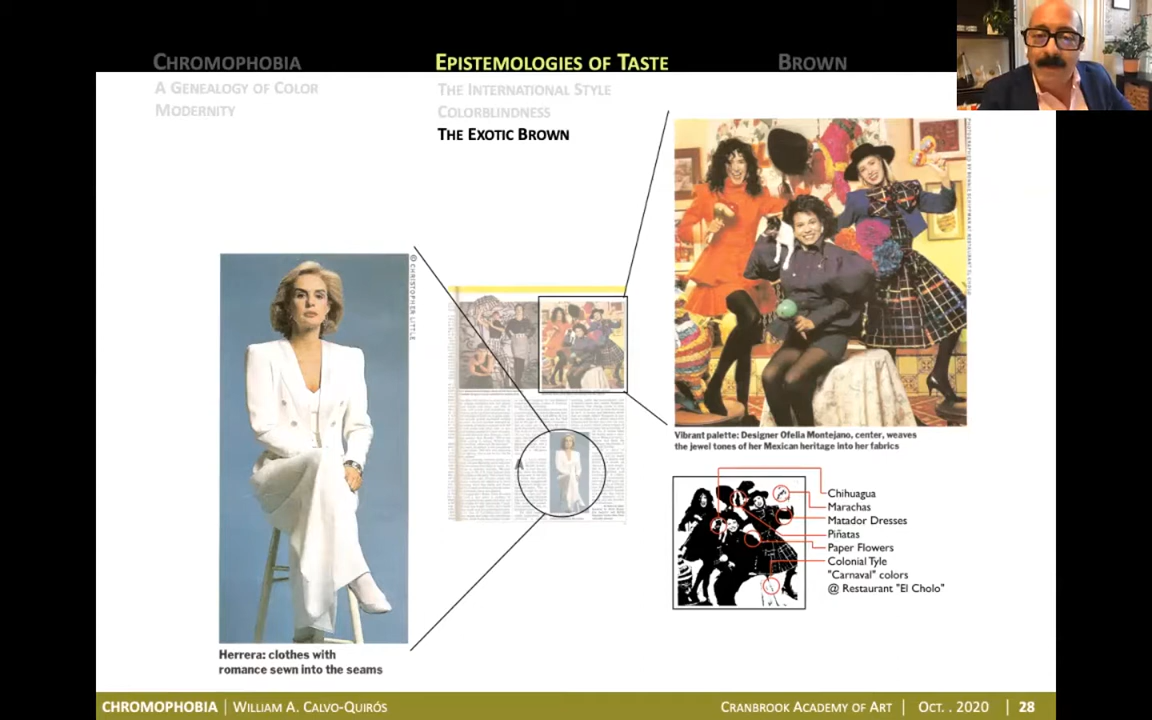 CHROMOPHOBIA
A GENEALOGY OF COLOR
MODERNITY
EPISTEMOLOGIES OF TASTE
THE INTERNATIONAL STYLE
COLORBLINDNESS
THE EXOTIC BROWN
BROWN
© CHRISTOPHER LITTLE
Herrera: clothes with
romance sewn into the seams
Vibrant palette: Designer Ofelia Montejano, center, weaves
the jewel tones of her Mexican heritage into her fabrics
Chihuagua
Marachas
Matador Dresses
Piñatas
Paper Flowers
Colonial Tyle
"Carnaval" colors
@ Restaurant "El Cholo"
CHROMOPHOBIA | WILLIAM A. CALVO-QUIRÓS
CRANBROOK ACADEMY OF ART | OCT. . 2020 | 28